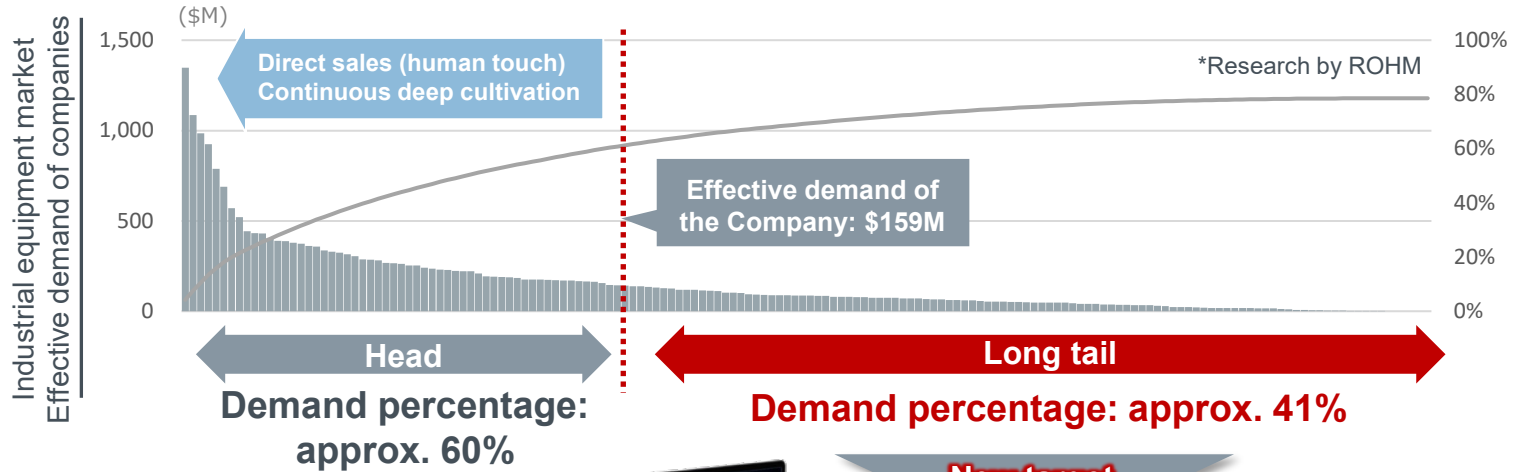 Industrial equipment market
Effective demand of companies
($M)
1,500
1,000
500
0
100%
80%
60%
40%
20%
0%
Direct sales (human touch)
Continuous deep cultivation
*Research by ROHM
Effective demand of
the Company: $159M
Head
Long tail
Demand percentage:
approx. 60%
Demand percentage: approx. 41%
New target